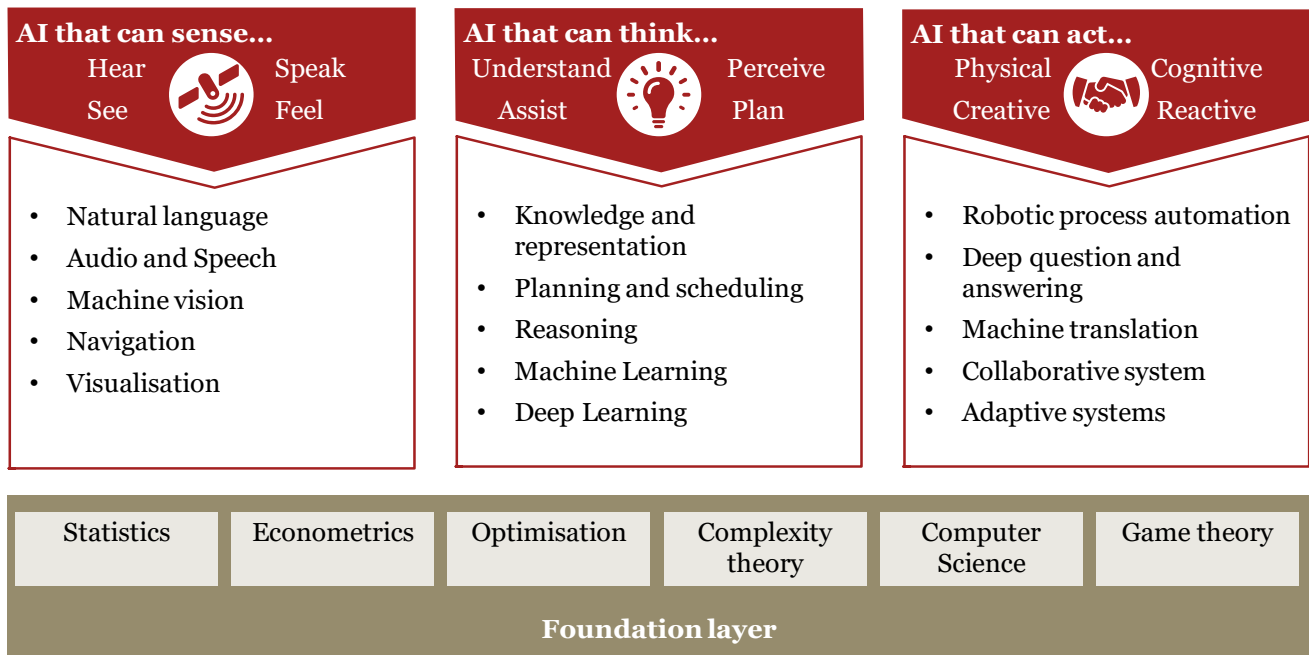 AI that can sense...
Hear
Speak
See
Feel
• Natural language
• Audio and Speech
• Machine vision
• Navigation
• Visualisation
AI that can think...
Understand
Perceive
Assist
Plan
• Knowledge and
representation
• Planning and scheduling
• Reasoning
• Machine Learning
• Deep Learning
AI that can act...
Physical
Cognitive
Creative
Reactive
• Robotic process automation
• Deep question and
answering
• Machine translation
• Collaborative system
• Adaptive systems
Statistics
Econometrics
Optimisation
Complexity
theory
Computer
Science
Game theory
Foundation layer